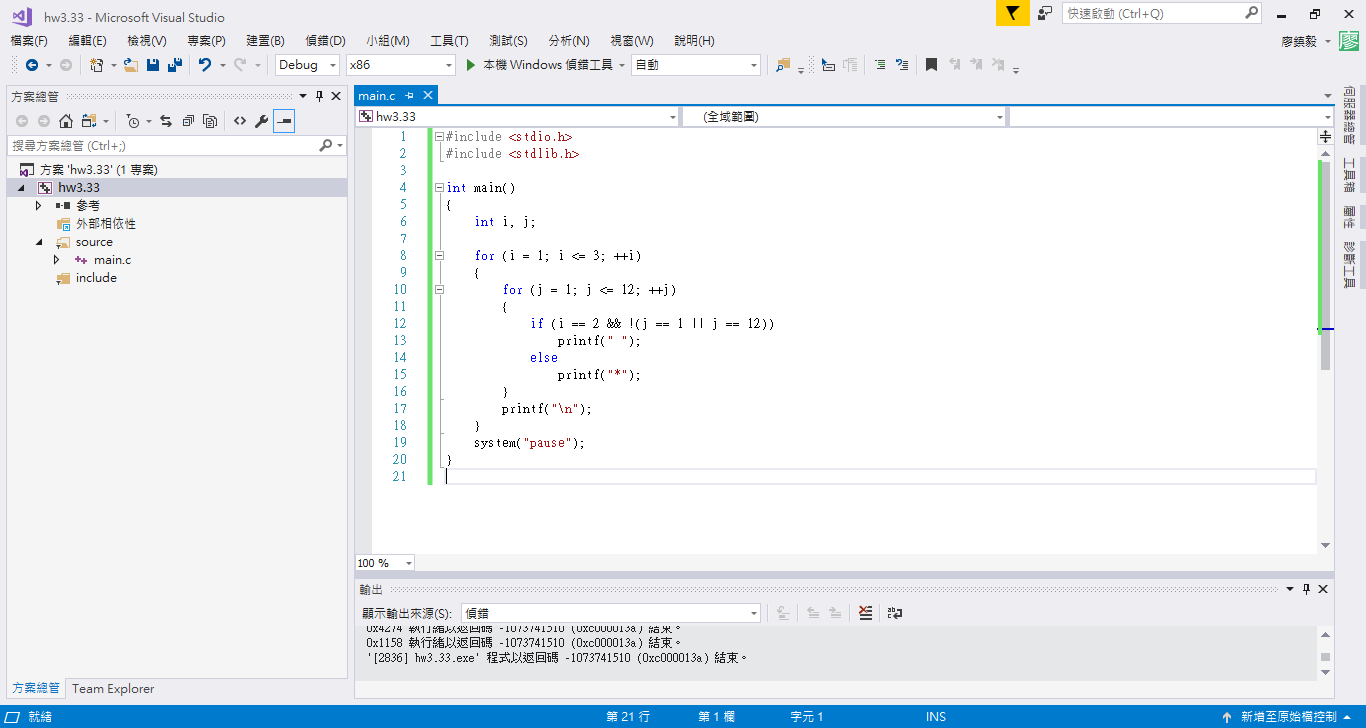 hw3.33 - Microsoft Visual Studio
快速啟動 (Ctrl+Q)
檔案(F) 編輯(E) 檢視(V) 專案(P) 建置(B) 偵錯(D) 小組(M) 工具(T) 測試(S) 分析(N) 視窗(W) 說明(H)
Debug x86 本機 Windows 偵錯工具 自動
方案總管
搜尋方案總管 (Ctrl+;)
方案 'hw3.33' (1 專案)
hw3.33
參考
外部相依性
source
main.c
include
方案總管 Team Explorer
main.c
hw3.33 (全域範圍)
1 #include <stdio.h>
2 #include <stdlib.h>
3
4 int main()
5 {
6 int i, j;
7
8 for (i = 1; i <= 3; ++i)
9 {
10 for (j = 1; j <= 12; ++j)
11 {
12 if (i == 2 && !(j == 1 || j == 12))
13 printf(" ");
14 else
15 printf("*");
16 }
17 printf("\n");
18 }
19 system("pause");
20 }
21
100 %
輸出
顯示輸出來源(S): 偵錯
0x4274 執行緒以返回碼 -1073741510 (0xc000013a) 結束。
0x1158 執行緒以返回碼 -1073741510 (0xc000013a) 結束。
'[2836] hw3.33.exe' 程式以返回碼 -1073741510 (0xc000013a) 結束。
伺服器總管
工具箱
屬性
診斷工具
就緒 第 21 行 第 1 欄 字元 1 INS 新增至原始檔控制